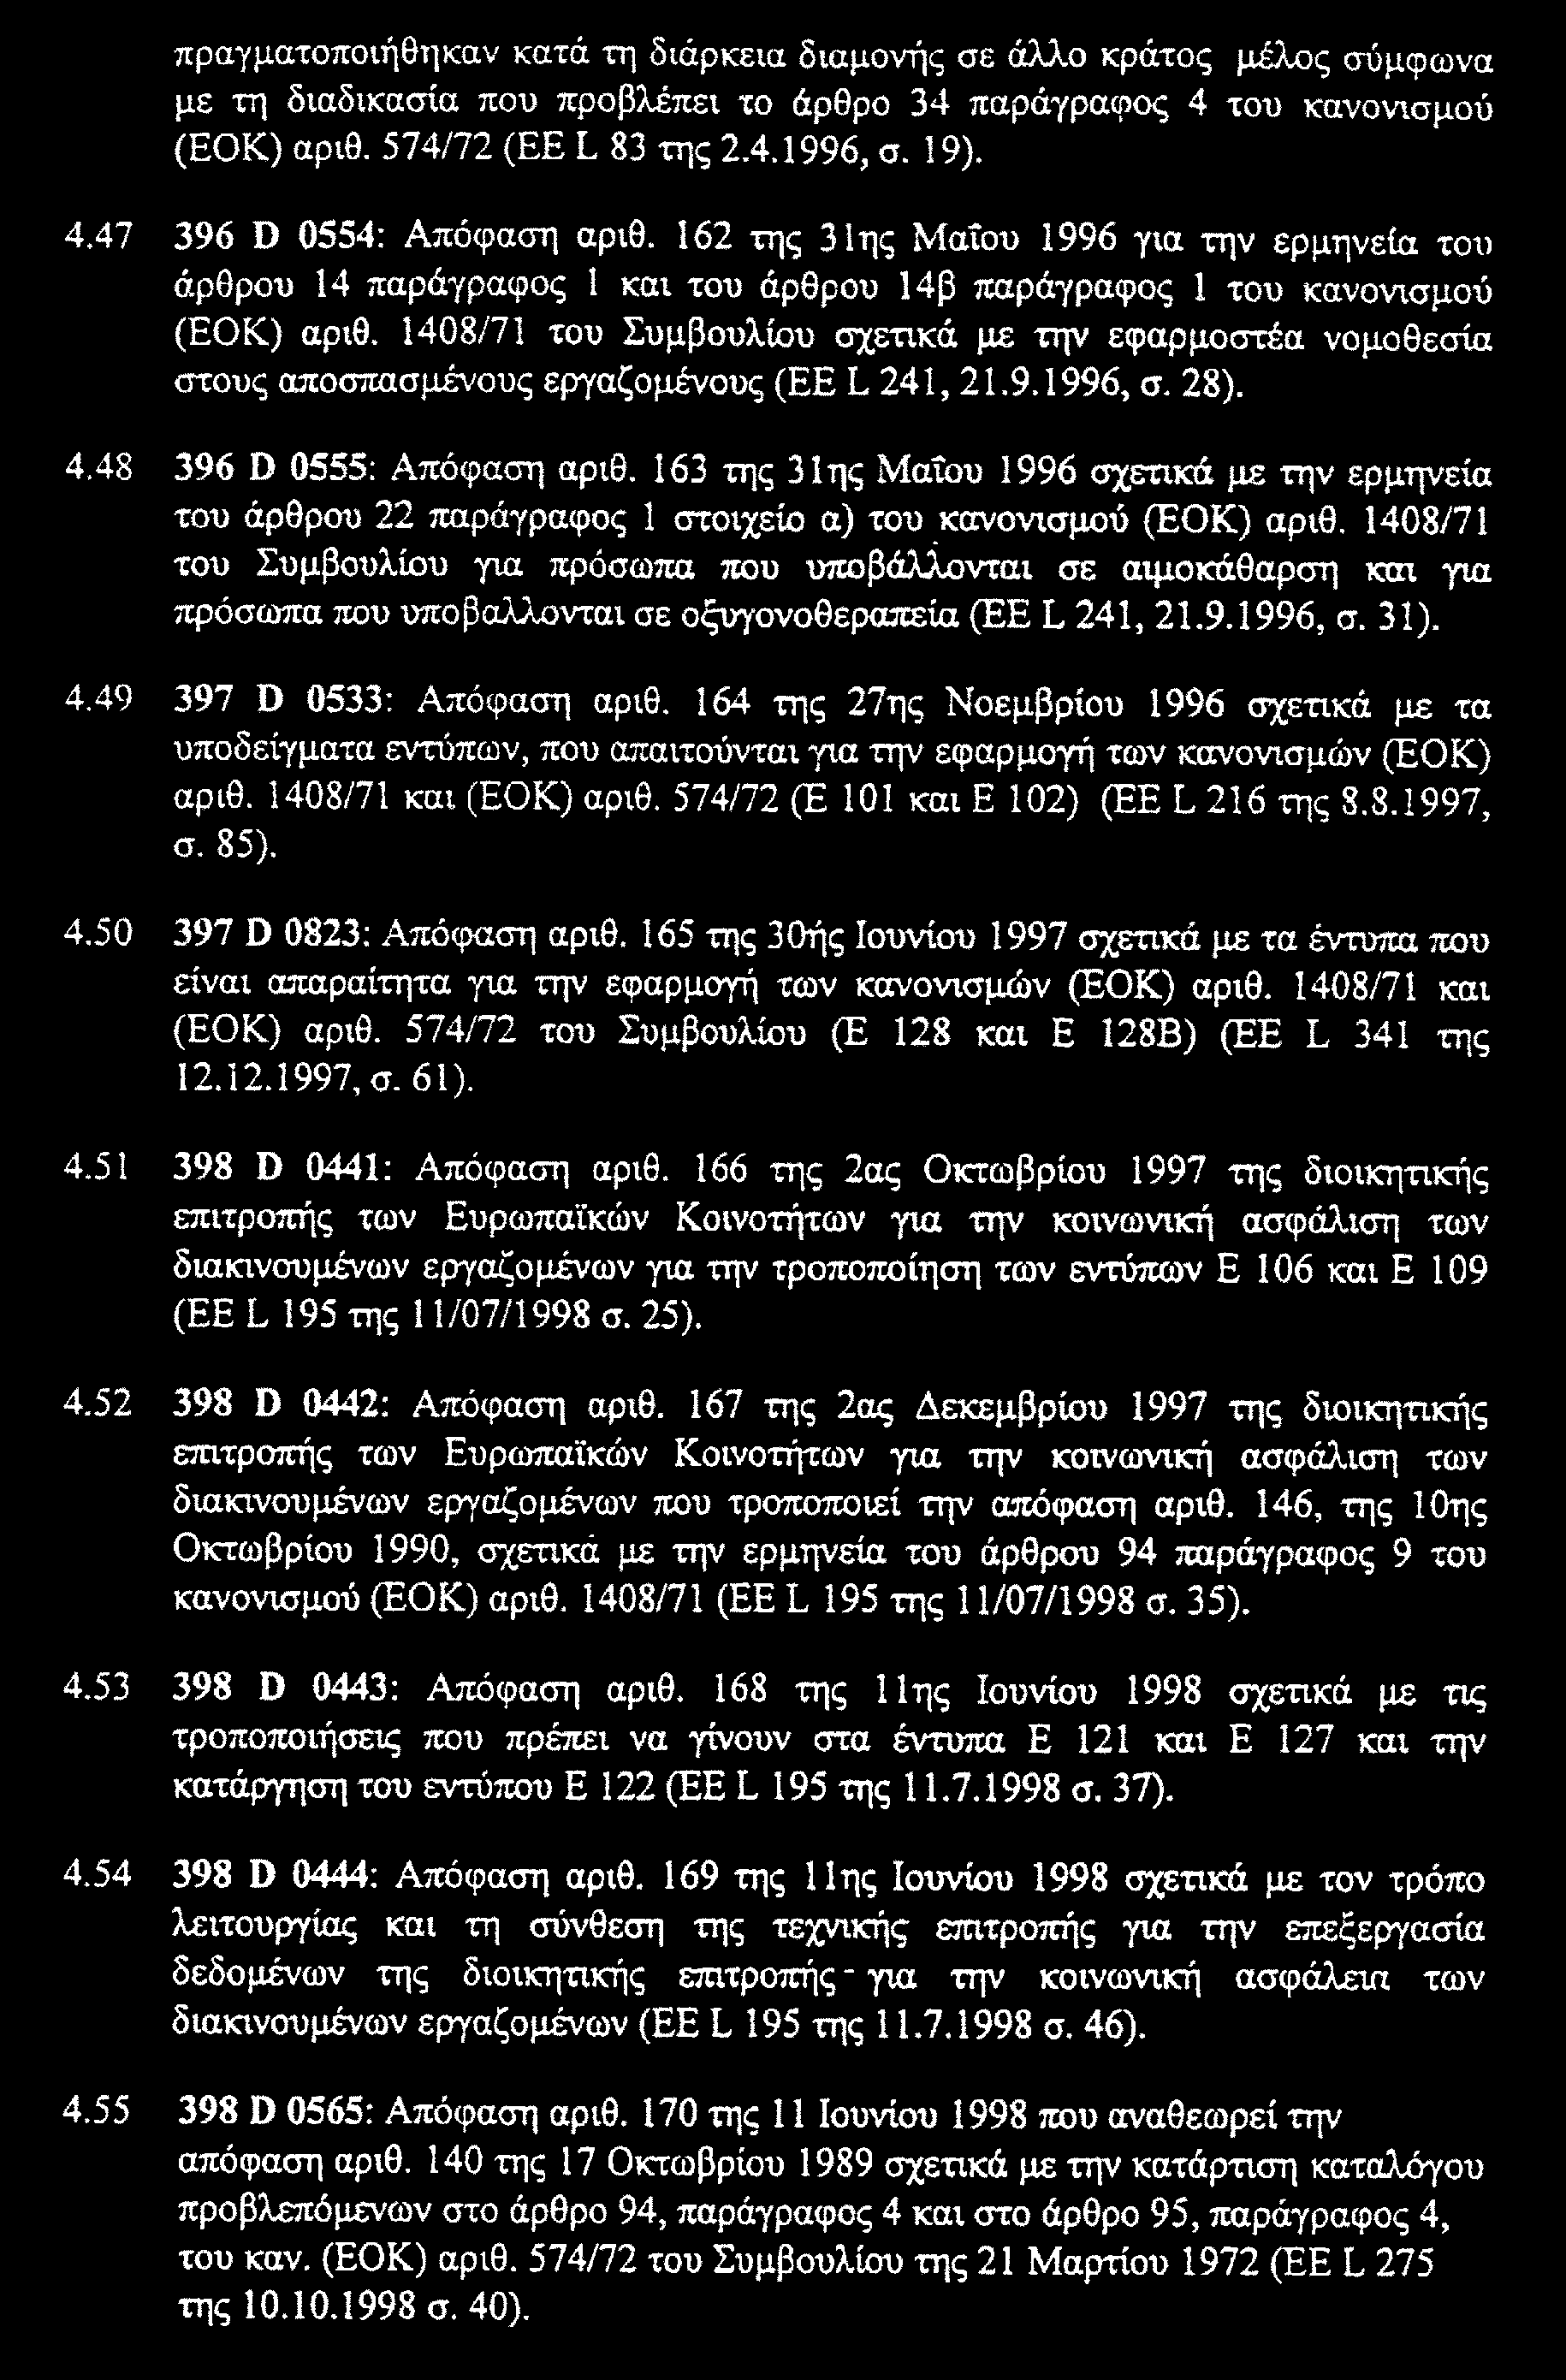 πραγματοποιήθηκαν κατά τη διάρκεια διαμονής σε άλλο κράτος μέλος σύμφωνα
με τη διαδικασία που προβλέπει το άρθρο 34 παράγραφος 4 του κανονισμού
(ΕΟΚ) αριθ. 574/72 (ΕΕ L 83 της 2.4.1996, σ. 19).
4.47 396 D 0554: Απόφαση αριθ. 162 της 31ης Μαΐου 1996 για την ερμηνεία του
άρθρου 14 παράγραφος 1 και του άρθρου 14β παράγραφος 1 του κανονισμού
(ΕΟΚ) αριθ. 1408/71 του Συμβουλίου σχετικά με την εφαρμοστέα νομοθεσία
στους αποσπασμένους εργαζομένους (ΕΕ L 241, 21.9.1996, σ. 28).
4.48 396 D 0555: Απόφαση αριθ. 163 της 31ης Μαΐου 1996 σχετικά με την ερμηνεία
του άρθρου 22 παράγραφος 1 στοιχείο α) του κανονισμού (ΕΟΚ) αριθ. 1408/71
του Συμβουλίου για πρόσωπα που υποβάλλονται σε αιμοκάθαρση και για
πρόσωπα που υποβαλλονται σε οξυγονοθεραπεία (ΕΕ L 241, 21.9.1996, σ. 31).
4.49 397 D 0533: Απόφαση αριθ. 164 της 27ης Νοεμβρίου 1996 σχετικά με τα
υποδείγματα εντύπων, που απαιτούνται για την εφαρμογή των κανονισμών (ΕΟΚ)
αριθ. 1408/71 και (ΕΟΚ) αριθ. 574/72 (Ε 101 και Ε 102) (ΕΕ L 216 της 8.8.1997,
σ. 85).
4.50 397 D 0823: Απόφαση αριθ. 165 της 30ής Ιουνίου 1997 σχετικά με τα έντυπα που
είναι απαραίτητα για την εφαρμογή των κανονισμών (ΕΟΚ) αριθ. 1408/71 και
(ΕΟΚ) αριθ. 574/72 του Συμβουλίου (Ε 128 και Ε 128Β) (ΕΕ L 341 της
12.12.1997, σ. 61).
4.51 398 D 0441: Απόφαση αριθ. 166 της 2ας Οκτωβρίου 1997 της διοικητικής
επιτροπής των Ευρωπαϊκών Κοινοτήτων για την κοινωνική ασφάλιση των
διακινουμένων εργαζομένων για την τροποποίηση των εντύπων Ε 106 και Ε 109
(ΕΕ L 195 της 11/07/1998 σ. 25).
4.52 398 D 0442: Απόφαση αριθ. 167 της 2ας Δεκεμβρίου 1997 της διοικητικής
επιτροπής των Ευρωπαϊκών Κοινοτήτων για την κοινωνική ασφάλιση των
διακινουμένων εργαζομένων που τροποποιεί την απόφαση αριθ. 146, της 10ης
Οκτωβρίου 1990, σχετικά με την ερμηνεία του άρθρου 94 παράγραφος 9 του
κανονισμού (ΕΟΚ) αριθ. 1408/71 (ΕΕ L 195 της 11/07/1998 σ. 35).
4.53 398 D 0443: Απόφαση αριθ. 168 της 11ης Ιουνίου 1998 σχετικά με τις
τροποποιήσεις που πρέπει να γίνουν στα έντυπα Ε 121 και Ε 127 και την
κατάργηση του εντύπου Ε 122 (ΕΕ L 195 της 11.7.1998 σ. 37).
4.54 398 D 0444: Απόφαση αριθ. 169 της 11ης Ιουνίου 1998 σχετικά με τον τρόπο
λειτουργίας και τη σύνθεση της τεχνικής επιτροπής για την επεξεργασία
δεδομένων της διοικητικής επιτροπής - για την κοινωνική ασφάλεια των
διακινουμένων εργαζομένων (ΕΕ L 195 της 11.7.1998 σ. 46).
4.55 398 D 0565: Απόφαση αριθ. 170 της 11 Ιουνίου 1998 που αναθεωρεί την
απόφαση αριθ. 140 της 17 Οκτωβρίου 1989 σχετικά με την κατάρτιση καταλόγου
προβλεπόμενων στο άρθρο 94, παράγραφος 4 και στο άρθρο 95, παράγραφος 4,
του καν. (ΕΟΚ) αριθ. 574/72 του Συμβουλίου της 21 Μαρτίου 1972 (ΕΕ L 275
της 10.10.1998 σ. 40).